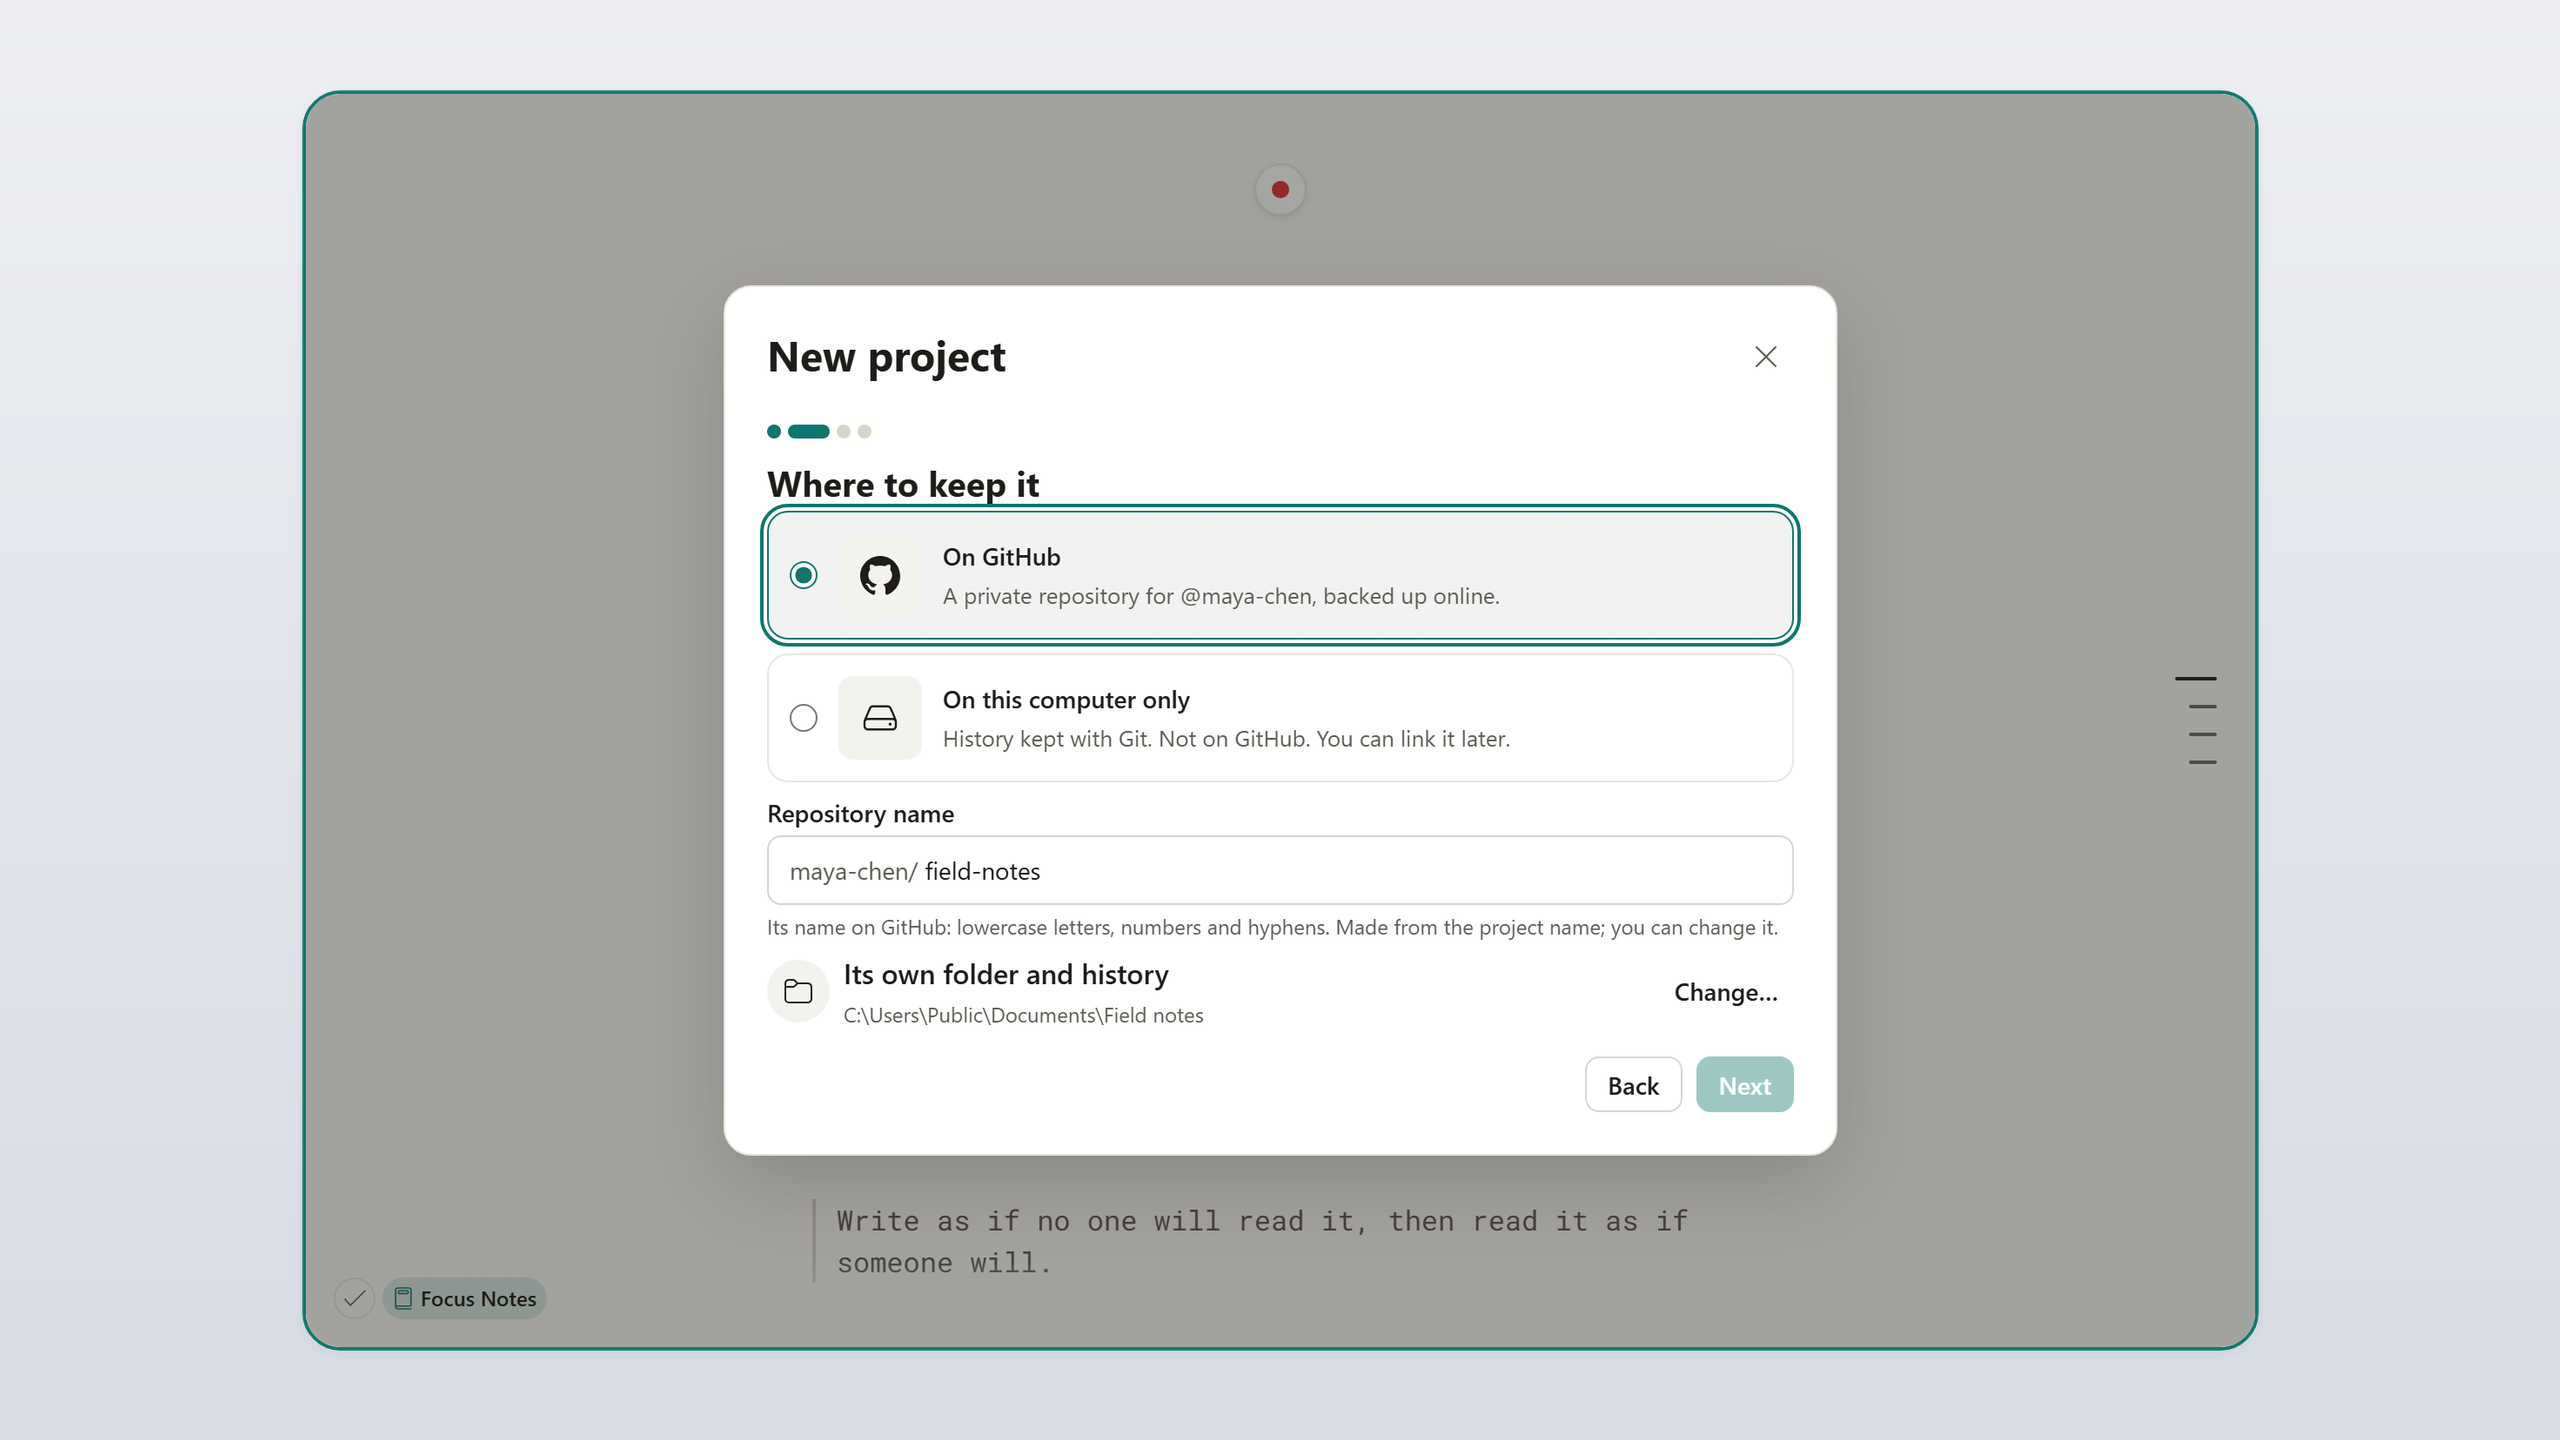 New project
Where to keep it
On GitHub
A private repository for @maya-chen, backed up online.
On this computer only
History kept with Git. Not on GitHub. You can link it later.
Repository name
maya-chen/ field-notes
Its name on GitHub: lowercase letters, numbers and hyphens. Made from the project name; you can change it.
Its own folder and history
C:\Users\Public\Documents\Field notes
Change...
Back
Next
Write as if no one will read it, then read it as if
someone will.
Focus Notes